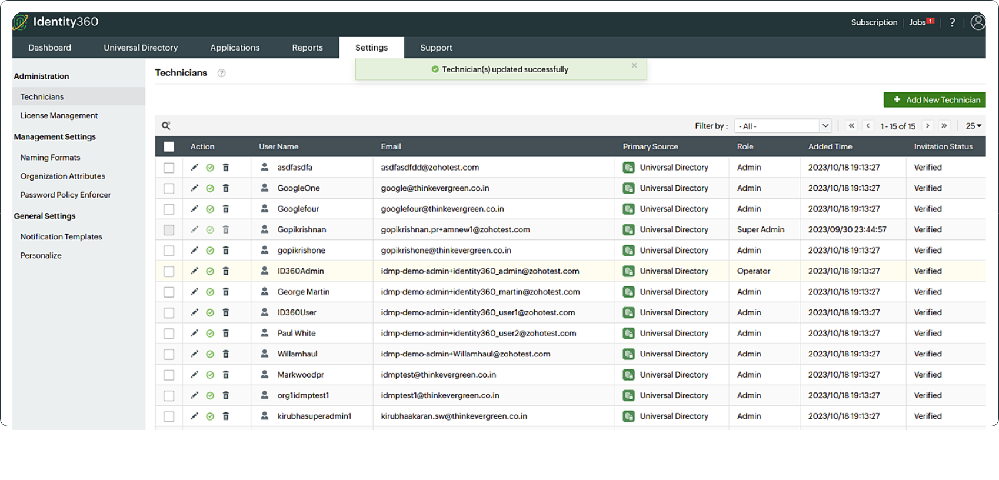 Identity360
Subscription Jobs 1 ?
Dashboard Universal Directory Applications Reports Settings Support
Technician(s) updated successfully ×
Administration
Technicians
License Management
Management Settings
Naming Formats
Organization Attributes
Password Policy Enforcer
General Settings
Notification Templates
Personalize
Technicians ?
+ Add New Technician
Filter by : - All - « ‹ 1 - 15 of 15 › » 25
Action User Name Email Primary Source Role Added Time Invitation Status
asdfasdfa asdfasdfdd@zohotest.com Universal Directory Admin 2023/10/18 19:13:27 Verified
GoogleOne google@thinkevergreen.co.in Universal Directory Admin 2023/10/18 19:13:27 Verified
Googlefour googlefour@thinkevergreen.co.in Universal Directory Admin 2023/10/18 19:13:27 Verified
Gopikrishnan gopikrishnan.pr+amnew1@zohotest.com Universal Directory Super Admin 2023/09/30 23:44:57 Verified
gopikrishone gopikrishone@thinkevergreen.co.in Universal Directory Admin 2023/10/18 19:13:27 Verified
ID360Admin idmp-demo-admin+identity360_admin@zohotest.com Universal Directory Operator 2023/10/18 19:13:27 Verified
George Martin idmp-demo-admin+identity360_martin@zohotest.com Universal Directory Admin 2023/10/18 19:13:27 Verified
ID360User idmp-demo-admin+identity360_user1@zohotest.com Universal Directory Admin 2023/10/18 19:13:27 Verified
Paul White idmp-demo-admin+identity360_user2@zohotest.com Universal Directory Admin 2023/10/18 19:13:27 Verified
Willamhaul idmp-demo-admin+Willamhaul@zohotest.com Universal Directory Admin 2023/10/18 19:13:27 Verified
Markwoodpr idmptest@thinkevergreen.co.in Universal Directory Admin 2023/10/18 19:13:27 Verified
org1idmptest1 idmptest1@thinkevergreen.co.in Universal Directory Admin 2023/10/18 19:13:27 Verified
kirubhasuperadmin1 kirubhaakaran.sw@thinkevergreen.co.in Universal Directory Admin 2023/10/18 19:13:27 Verified